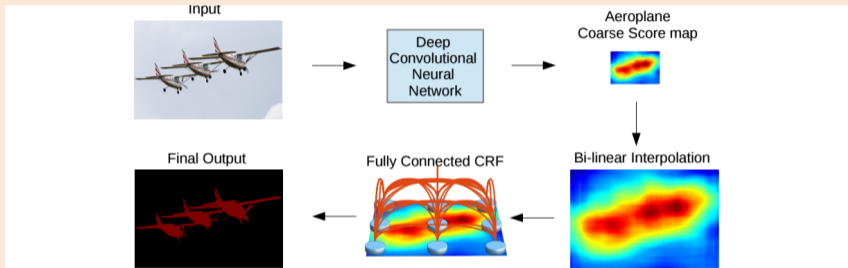 Input
Deep
Convolutional
Neural
Network
Aeroplane
Coarse Score map
Bi-linear Interpolation
Fully Connected CRF
Final Output